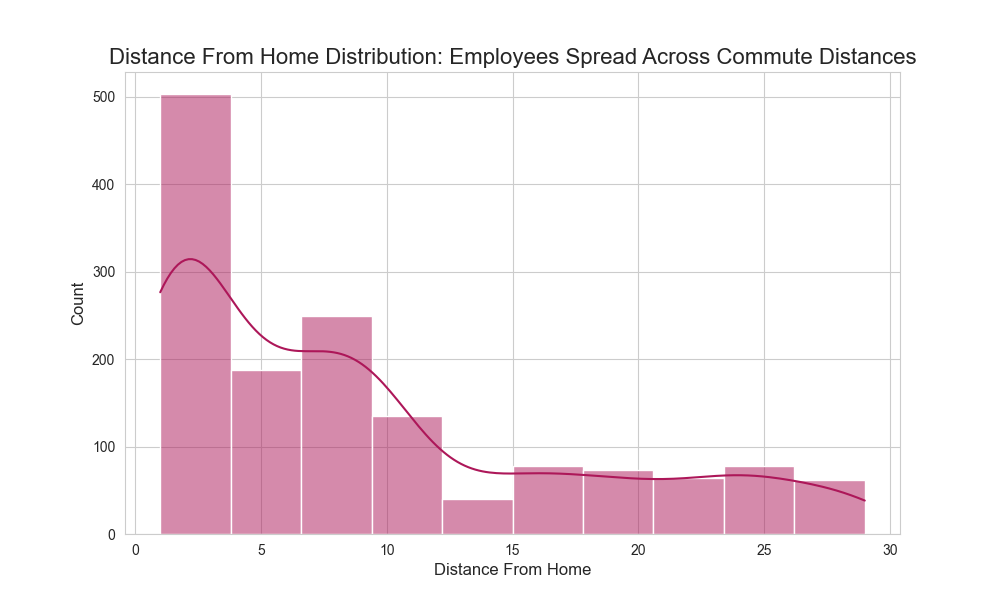 Distance From Home Distribution: Employees Spread Across Commute Distances
500
400
300
200
100
0
Count
0 5 10 15 20 25 30
Distance From Home